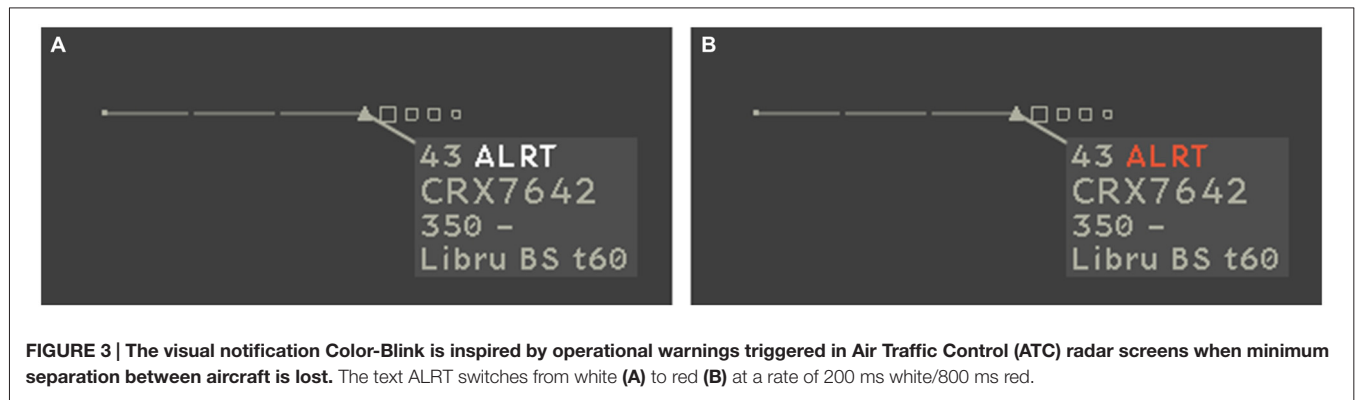 A
43 ALRT
CRX7642
350 –
Libru BS t60
B
43 ALRT
CRX7642
350 –
Libru BS t60
FIGURE 3 | The visual notification Color-Blink is inspired by operational warnings triggered in Air Traffic Control (ATC) radar screens when minimum
separation between aircraft is lost. The text ALRT switches from white (A) to red (B) at a rate of 200 ms white/800 ms red.